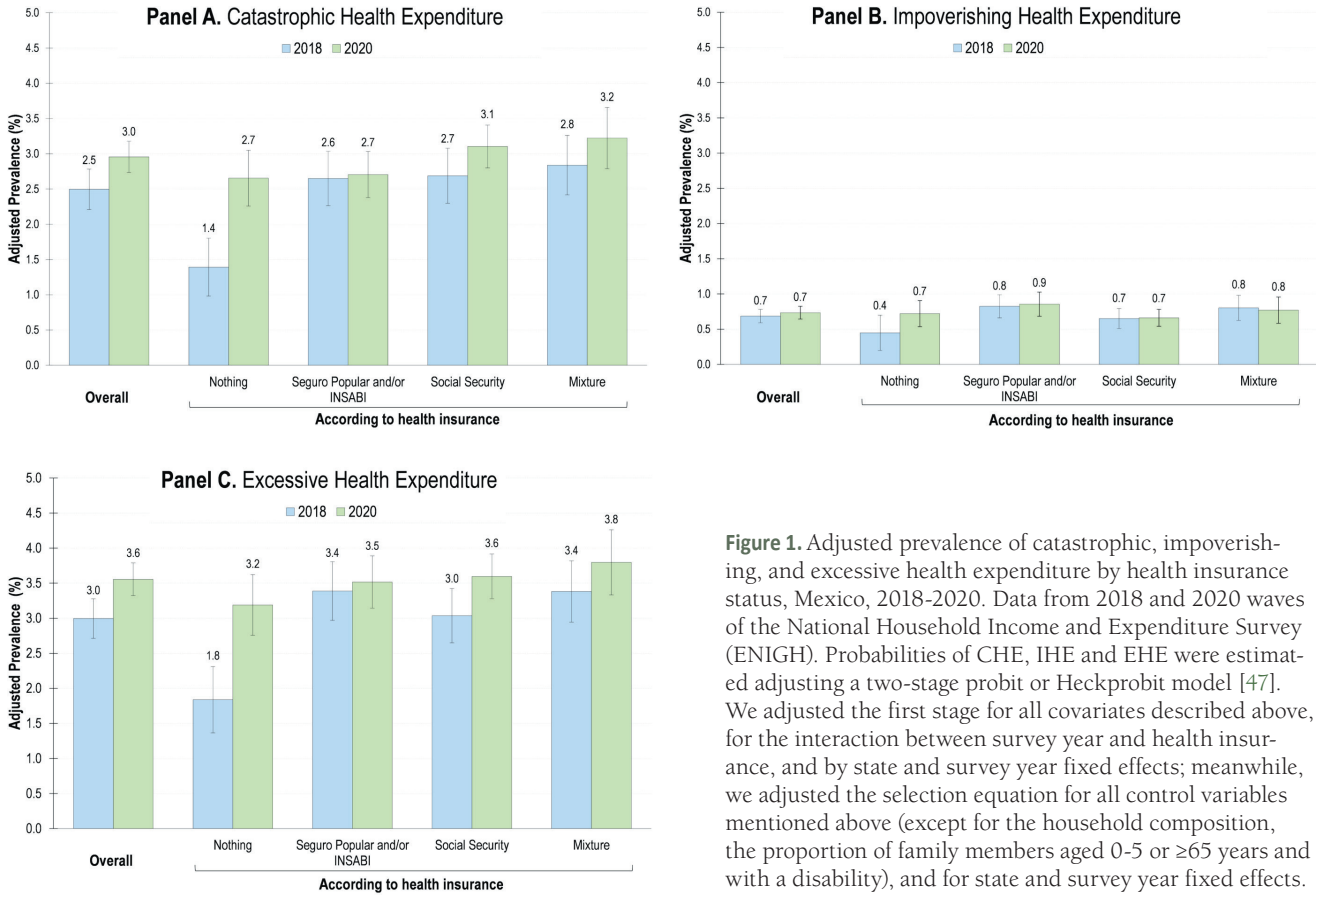 Panel A. Catastrophic Health Expenditure
2018 2020
Adjusted Prevalence (%)
5.0
4.5
4.0
3.5
3.0
2.5
2.0
1.5
1.0
0.5
0.0
2.5 3.0 1.4 2.7 2.6 2.7 2.7 3.1 2.8 3.2
Overall
Nothing Seguro Popular and/or Social Security Mixture
INSABI
According to health insurance
Panel B. Impoverishing Health Expenditure
2018 2020
Adjusted Prevalence (%)
5.0
4.5
4.0
3.5
3.0
2.5
2.0
1.5
1.0
0.5
0.0
0.7 0.7 0.4 0.7 0.8 0.9 0.7 0.7 0.8 0.8
Overall
Nothing Seguro Popular and/or Social Security Mixture
INSABI
According to health insurance
Panel C. Excessive Health Expenditure
2018 2020
Adjusted Prevalence (%)
5.0
4.5
4.0
3.5
3.0
2.5
2.0
1.5
1.0
0.5
0.0
3.0 3.6 1.8 3.2 3.4 3.5 3.0 3.6 3.4 3.8
Overall
Nothing Seguro Popular and/or Social Security Mixture
INSABI
According to health insurance
Figure 1. Adjusted prevalence of catastrophic, impoverish-
ing, and excessive health expenditure by health insurance
status, Mexico, 2018-2020. Data from 2018 and 2020 waves
of the National Household Income and Expenditure Survey
(ENIGH). Probabilities of CHE, IHE and EHE were estimat-
ed adjusting a two-stage probit or Heckprobit model [47].
We adjusted the first stage for all covariates described above,
for the interaction between survey year and health insur-
ance, and by state and survey year fixed effects; meanwhile,
we adjusted the selection equation for all control variables
mentioned above (except for the household composition,
the proportion of family members aged 0-5 or ≥65 years and
with a disability), and for state and survey year fixed effects.